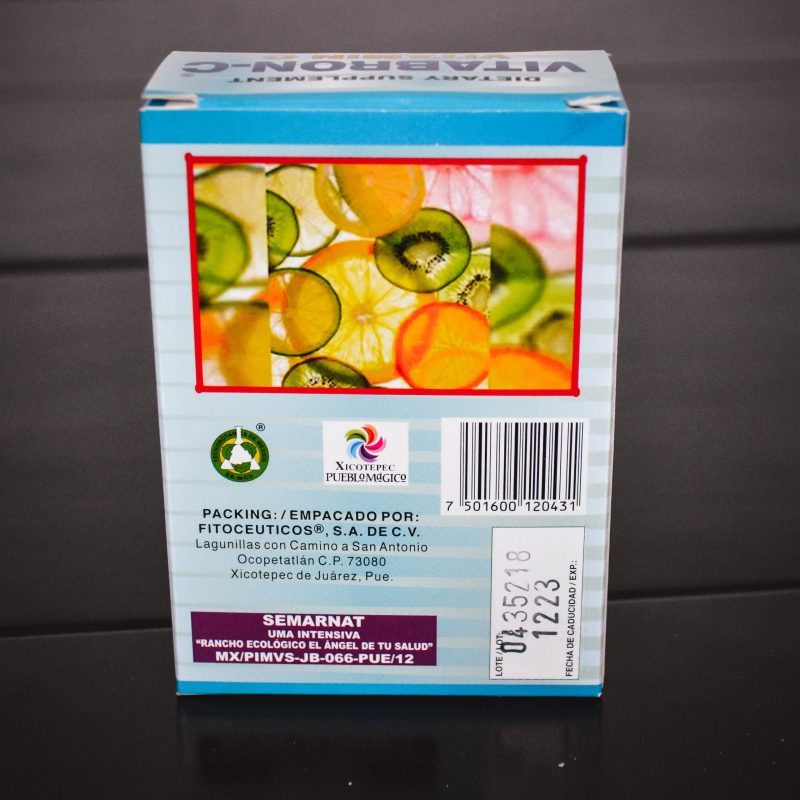 DIETARY SUPPLEMENT
VITABRON-C®
VITAMIN C
®
XICOTEPEC
PUEBLOMáGICO
7 501600 120431
PACKING: / EMPACADO POR:
FITOCEUTICOS®, S.A. DE C.V.
Lagunillas con Camino a San Antonio
Ocopetatlán C.P. 73080
Xicotepec de Juárez, Pue.
SEMARNAT
UMA INTENSIVA
"RANCHO ECOLÓGICO EL ÁNGEL DE TU SALUD"
MX/PIMVS-JB-066-PUE/12
LOTE / LOT:
0435218
1223
FECHA DE CADUCIDAD / EXP.: